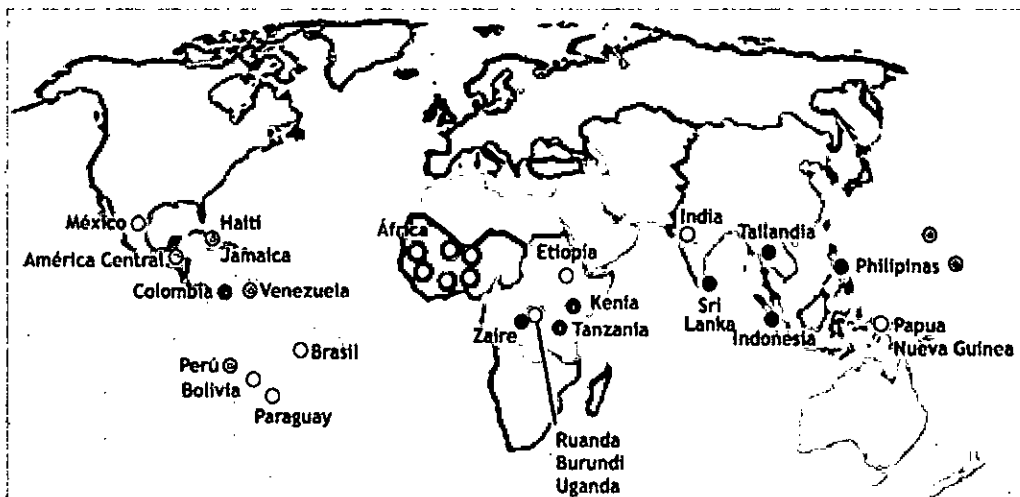 México
Haiti
América Central
Jamaica
Colombia
Venezuela
Perú
Brasil
Bolivia
Paraguay
África
Etiopía
Kenia
Zaire
Tanzania
Ruanda
Burundi
Uganda
India
Tailandia
Philipinas
Sri
Lanka
Indonesia
Papua
Nueva Guinea